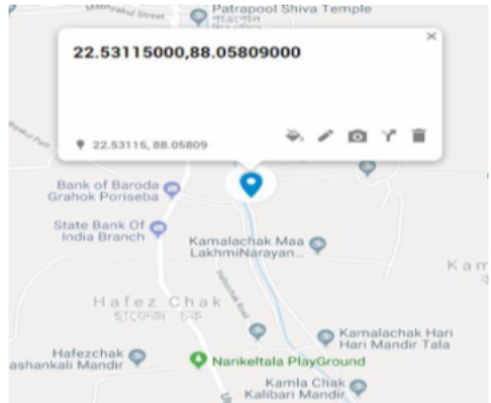 Patrapool Shiva Temple
22.53115000,88.05809000
22.53115, 88.05809
Bank of Baroda
Grahok Poriseba
State Bank Of
India Branch
Kamalachak Maa
LakhmiNarayan...
Kam
Hafez Chak
হাফেজ চক
Kamalachak Hari
Hari Mandir Tala
Hafezchak
ashankali Mandir
Narikeltala PlayGround
Kamla Chak
Kalibari Mandir